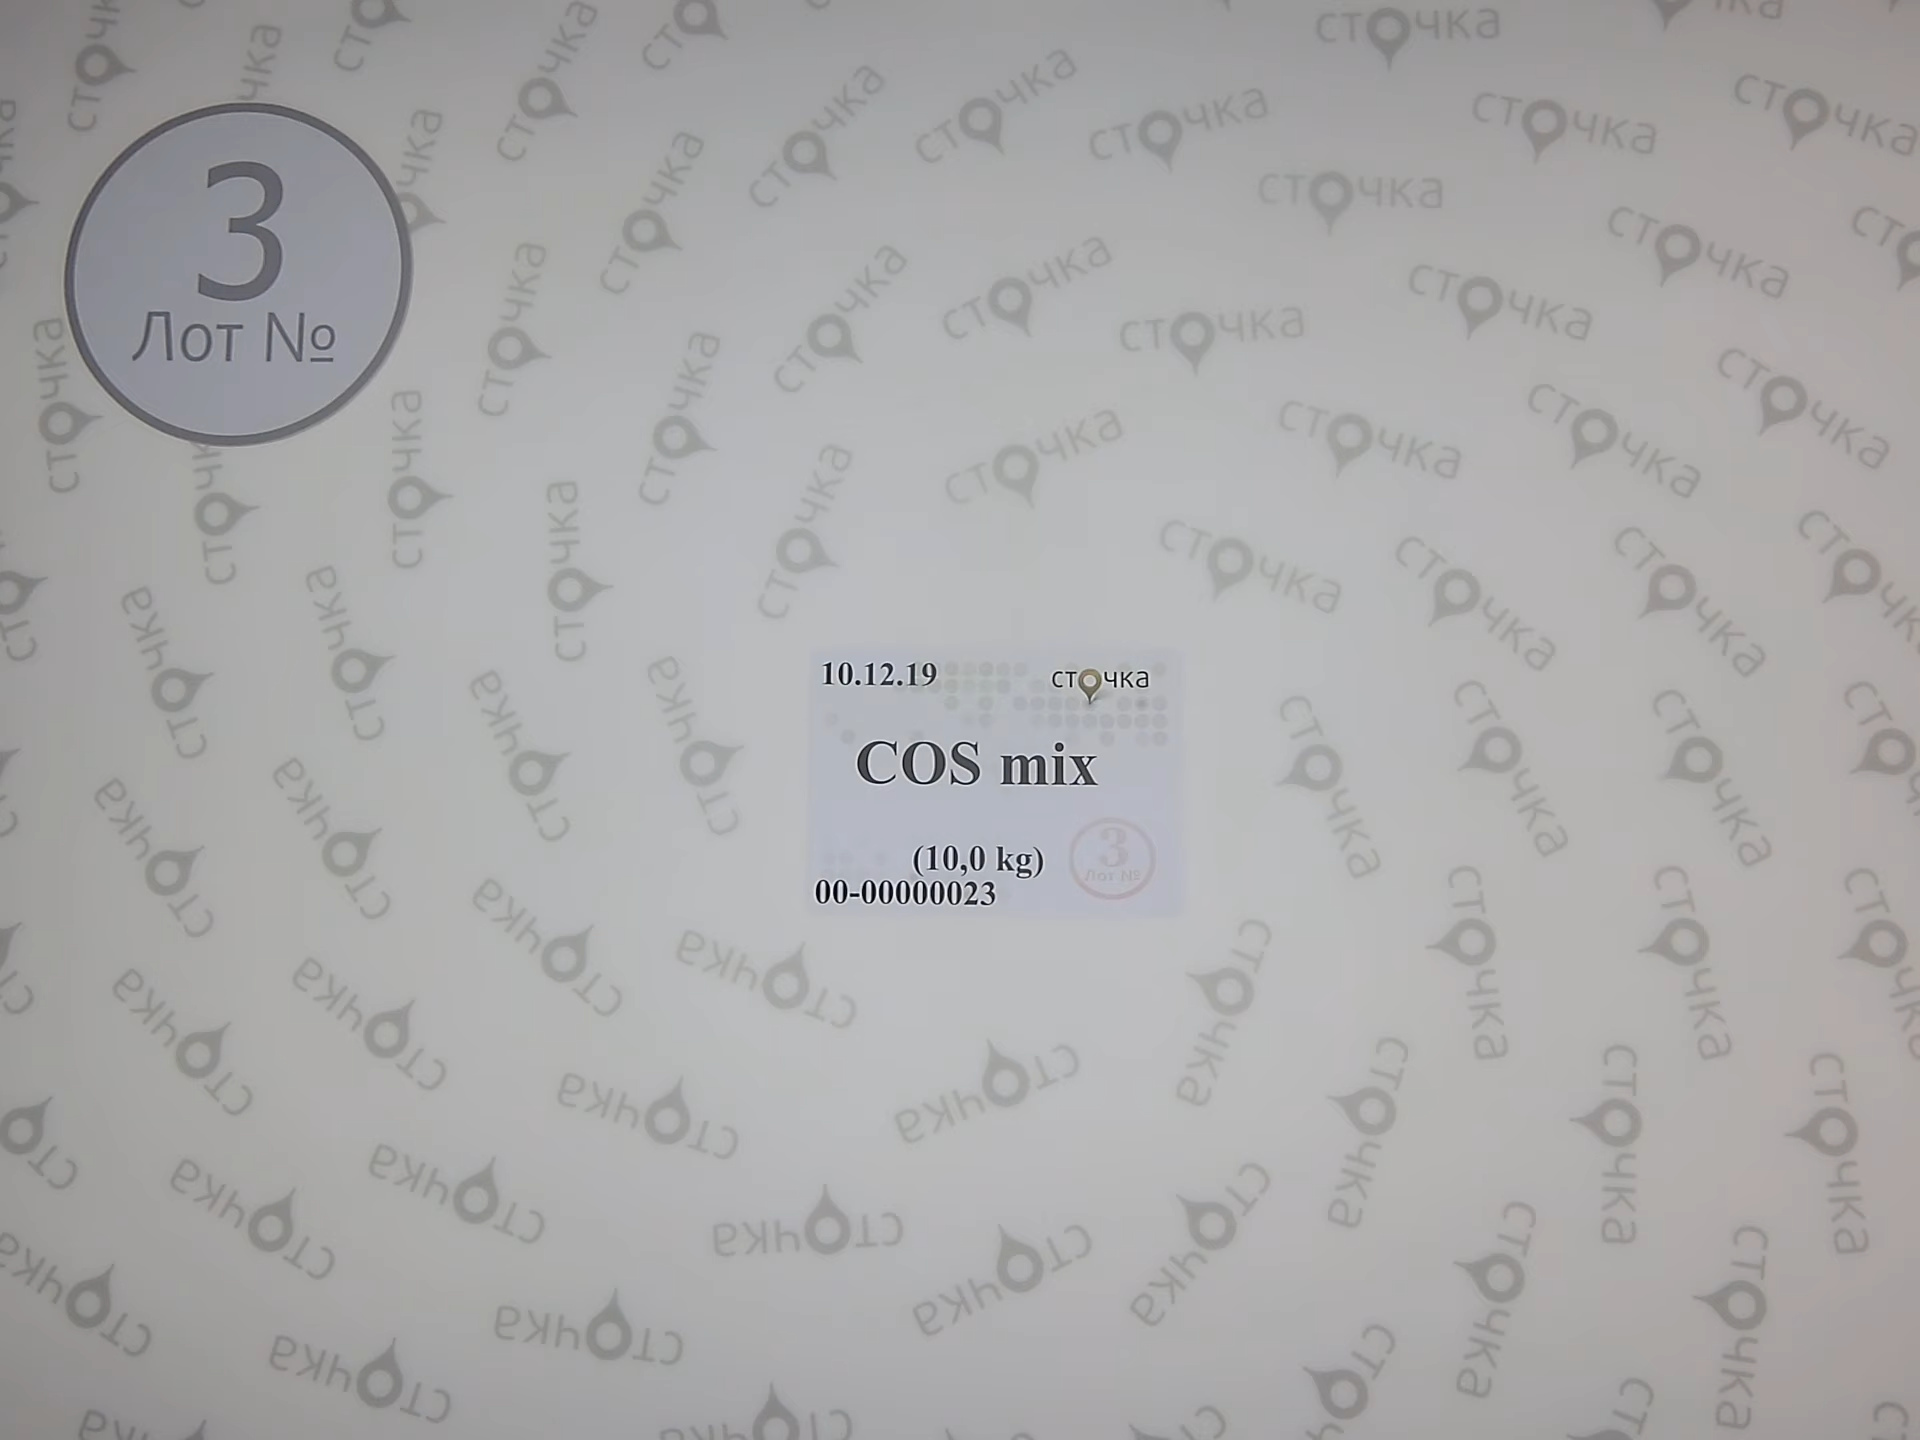 3
Лот №
10.12.19
сточка
COS mix
(10,0 kg)
3
Лот №
00-00000023